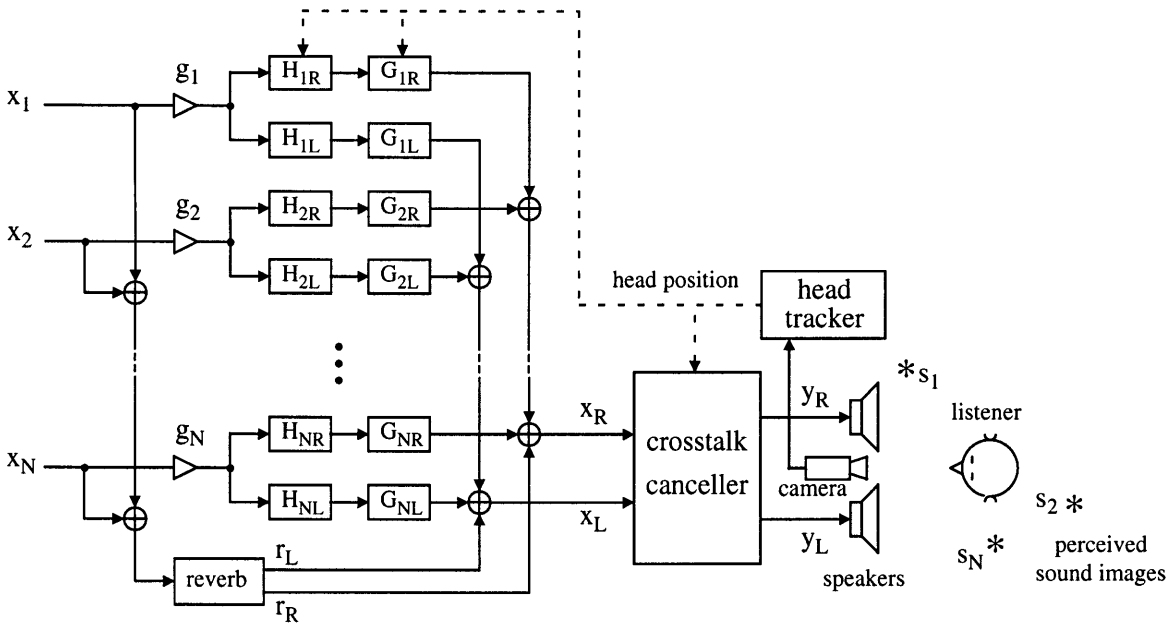 x1
g1
H1R
G1R
H1L
G1L
x2
g2
H2R
G2R
H2L
G2L
head position
head
tracker
xN
gN
HNR
GNR
HNL
GNL
xR
xL
crosstalk
canceller
yR
yL
camera
speakers
*s1
listener
s2*
sN*
perceived
sound images
reverb
rL
rR